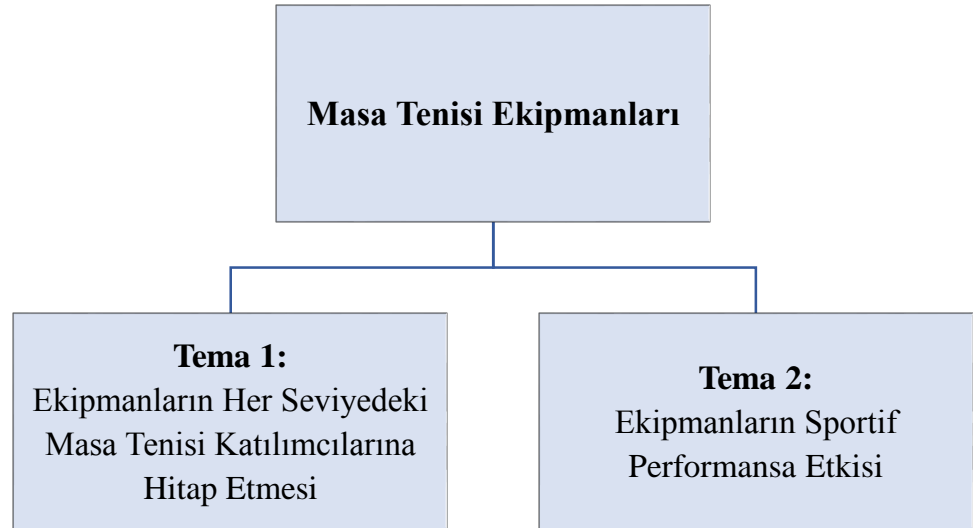 Masa Tenisi Ekipmanları
Tema 1:
Ekipmanların Her Seviyedeki
Masa Tenisi Katılımcılarına
Hitap Etmesi
Tema 2:
Ekipmanların Sportif
Performansa Etkisi